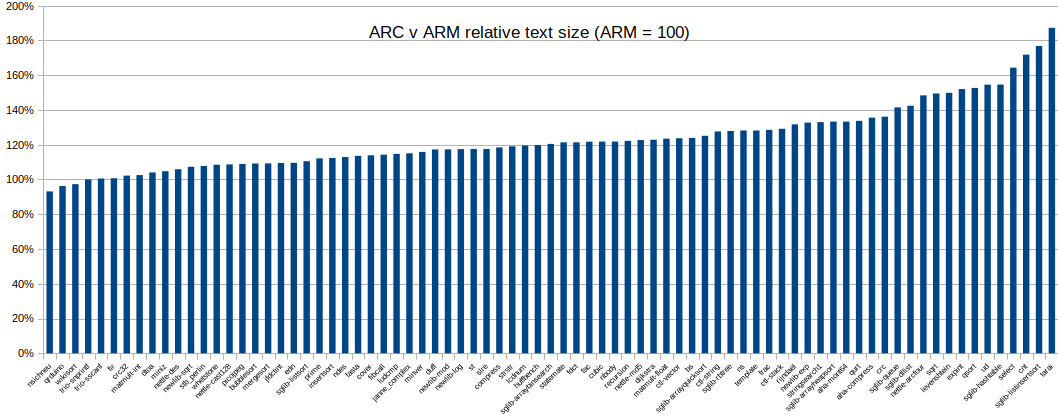 ARC v ARM relative text size (ARM = 100)
200%
180%
160%
140%
120%
100%
80%
60%
40%
20%
0%
nsichneu
qrduino
wikisort
trio-snprintf
trio-sscanf
fir
crc32
matmult-int
dtoa
miniz
nettle-des
newlib-sqrt
stb_perlin
whetstone
nettle-cast128
picojpeg
bubblesort
mergesort
jfdctint
edn
sglib-listsort
prime
insertsort
ndes
fasta
cover
fibcall
ludcmp
janne_complex
minver
duff
newlib-mod
newlib-log
st
slre
compress
strstr
lcdnum
huffbench
sglib-arraybinsearch
statemate
fdct
fac
cubic
nbody
recursion
nettle-md5
dijkstra
matmult-float
ctl-vector
bs
sglib-arrayquicksort
ctl-string
sglib-rbtree
ns
template
frac
ctl-stack
rijndael
newlib-exp
stringsearch1
sglib-arrayheapsort
aha-mont64
qurt
aha-compress
crc
sglib-queue
sglib-dllist
nettle-arcfour
sqrt
levenshtein
expint
qsort
ud
sglib-hashtable
select
cnt
sglib-listinsertsort
tarai